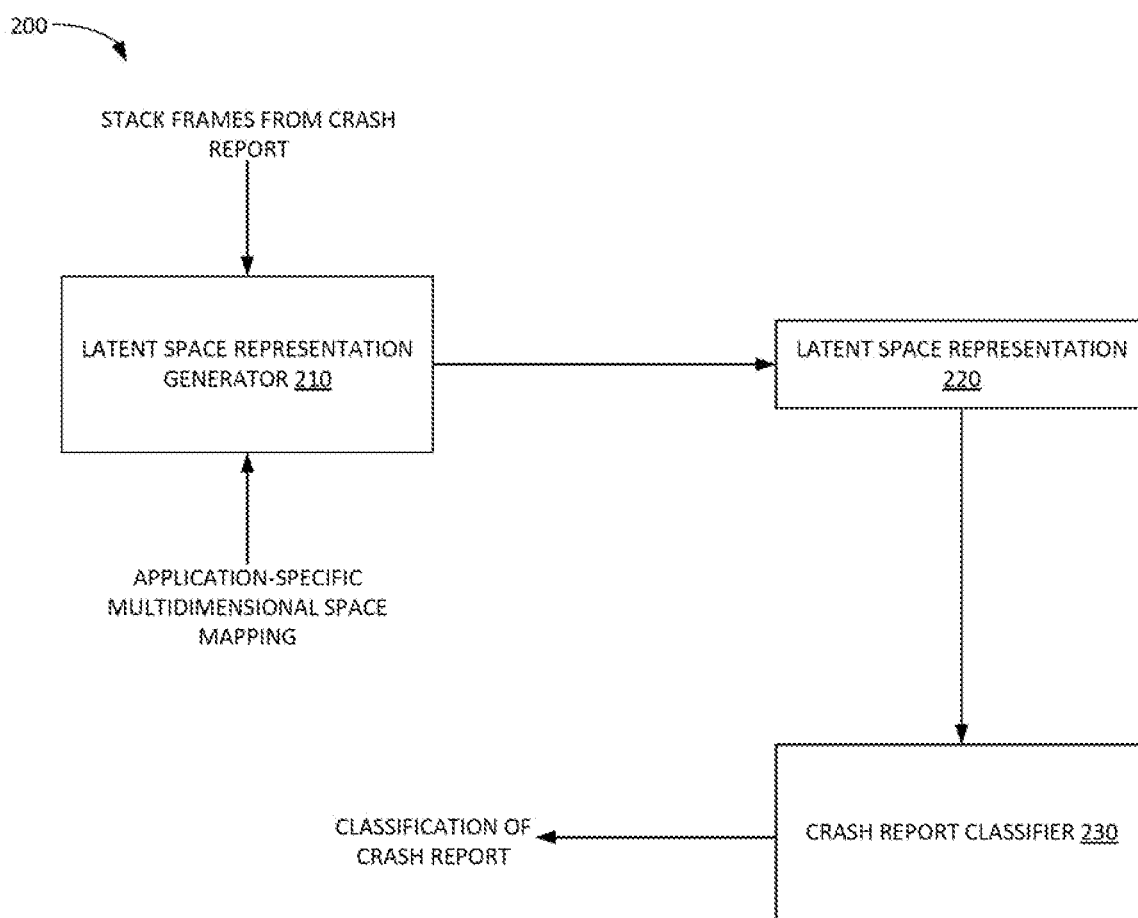 200
STACK FRAMES FROM CRASH
REPORT
LATENT SPACE REPRESENTATION
GENERATOR 210
LATENT SPACE REPRESENTATION
220
APPLICATION-SPECIFIC
MULTIDIMENSIONAL SPACE
MAPPING
CLASSIFICATION OF
CRASH REPORT
CRASH REPORT CLASSIFIER 230